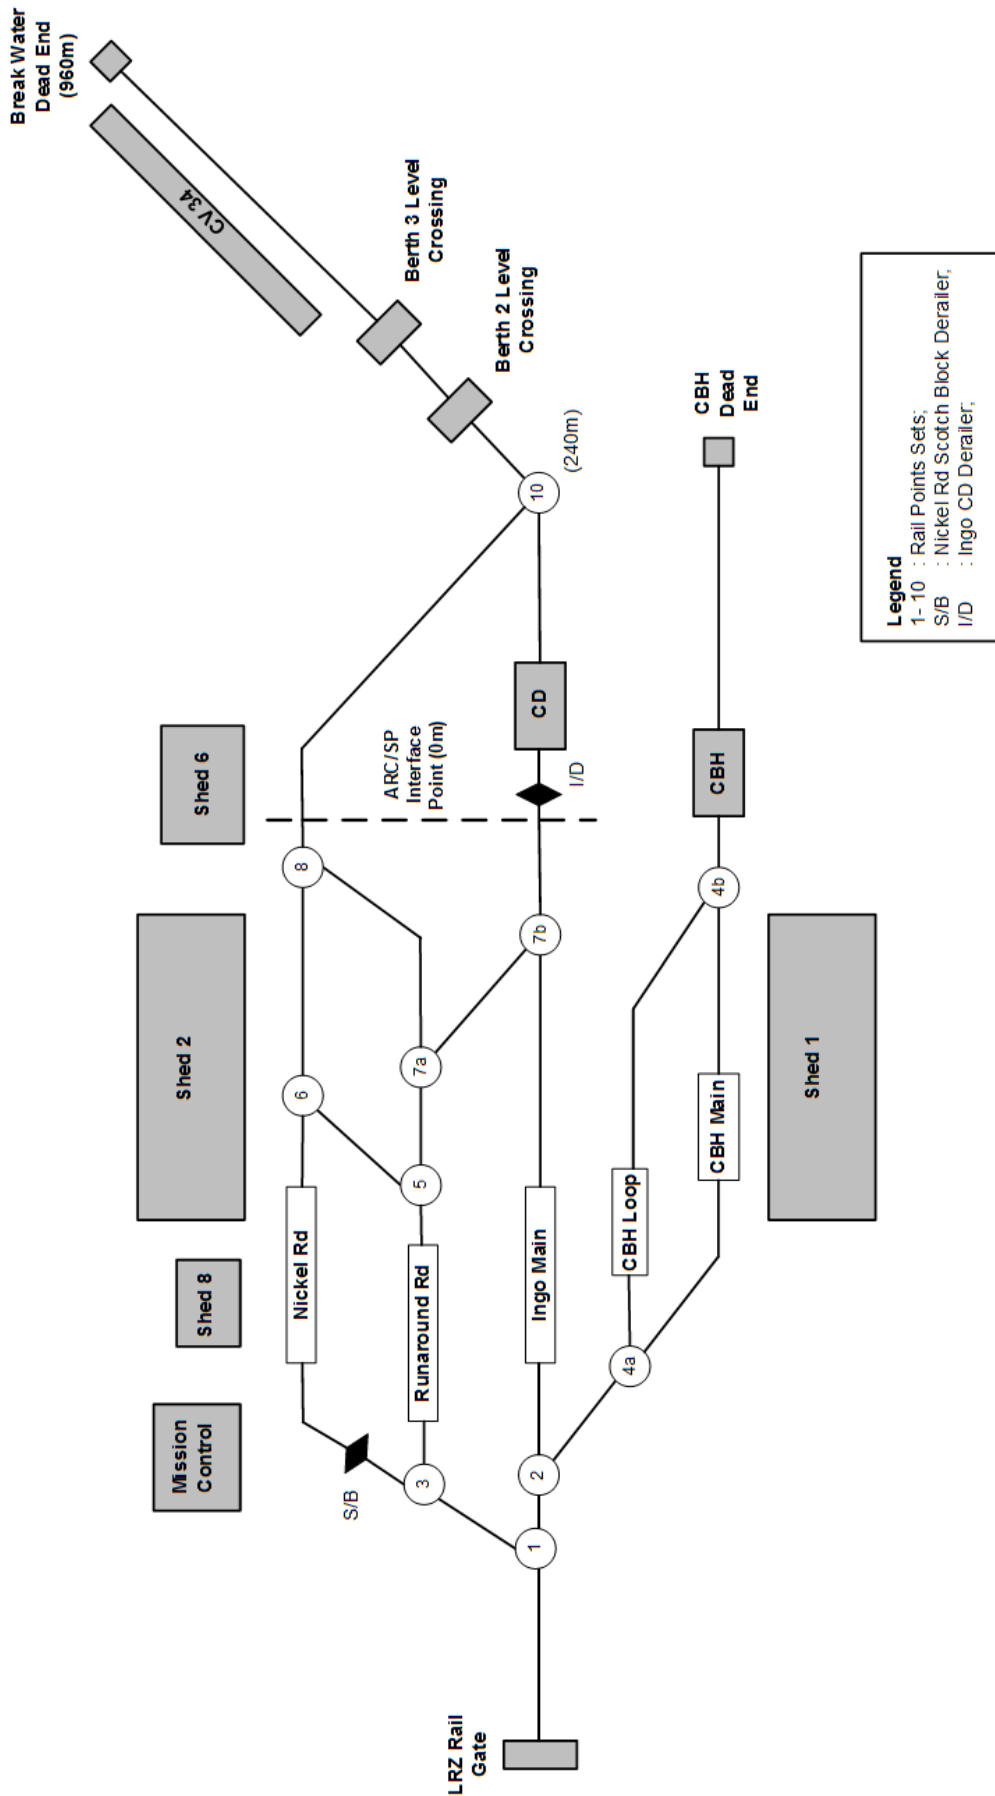 Break Water
Dead End
(960m)
CV 34
Berth 3 Level
Crossing
Berth 2 Level
Crossing
(240m)
10
CBH
Dead
End
Shed 6
ARC/SP
Interface
Point (0m)
CD
I/D
CBH
8
7b
4b
Shed 2
6
7a
5
Shed 1
Nickel Rd
Runaround Rd
Ingo Main
CBH Loop
CBH Main
Shed 8
4a
Mission
Control
S/B
3
2
1
LRZ Rail
Gate
Legend
1- 10 : Rail Points Sets;
S/B : Nickel Rd Scotch Block Derailer;
I/D : Ingo CD Derailer;